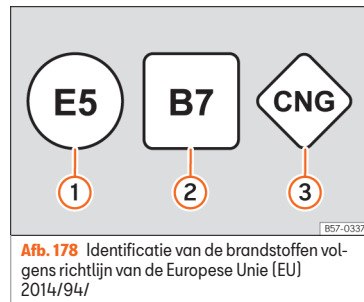 E5 B7 CNG
1 2 3
B57-0337
Afb. 178 Identificatie van de brandstoffen vol-
gens richtlijn van de Europese Unie (EU)
2014/94/